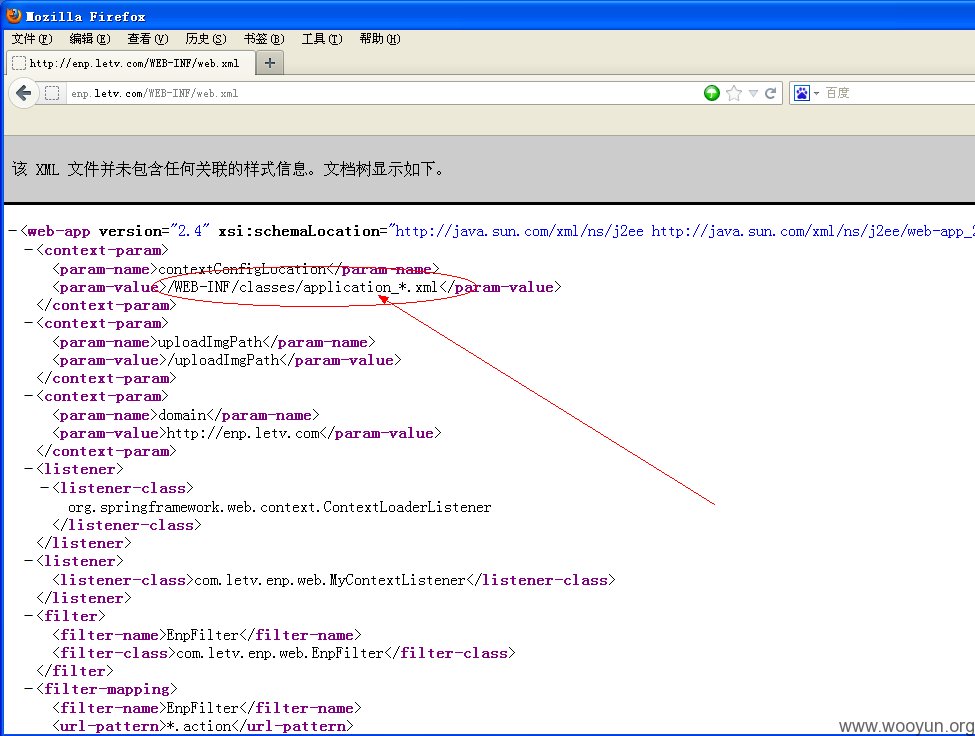 Mozilla Firefox
文件(F) 编辑(E) 查看(V) 历史(S) 书签(B) 工具(T) 帮助(H)
http://enp.letv.com/WEB-INF/web.xml +
enp.letv.com/WEB-INF/web.xml 百度
该 XML 文件并未包含任何关联的样式信息。文档树显示如下。
−<web-app version="2.4" xsi:schemaLocation="http://java.sun.com/xml/ns/j2ee http://java.sun.com/xml/ns/j2ee/web-app_
−<context-param>
<param-name>contextConfigLocation</param-name>
<param-value>/WEB-INF/classes/application_*.xml</param-value>
</context-param>
−<context-param>
<param-name>uploadImgPath</param-name>
<param-value>/uploadImgPath</param-value>
</context-param>
−<context-param>
<param-name>domain</param-name>
<param-value>http://enp.letv.com</param-value>
</context-param>
−<listener>
−<listener-class>
org.springframework.web.context.ContextLoaderListener
</listener-class>
</listener>
−<listener>
<listener-class>com.letv.enp.web.MyContextListener</listener-class>
</listener>
−<filter>
<filter-name>EnpFilter</filter-name>
<filter-class>com.letv.enp.web.EnpFilter</filter-class>
</filter>
−<filter-mapping>
<filter-name>EnpFilter</filter-name>
<url-pattern>*.action</url-pattern>
www.wooyun.org